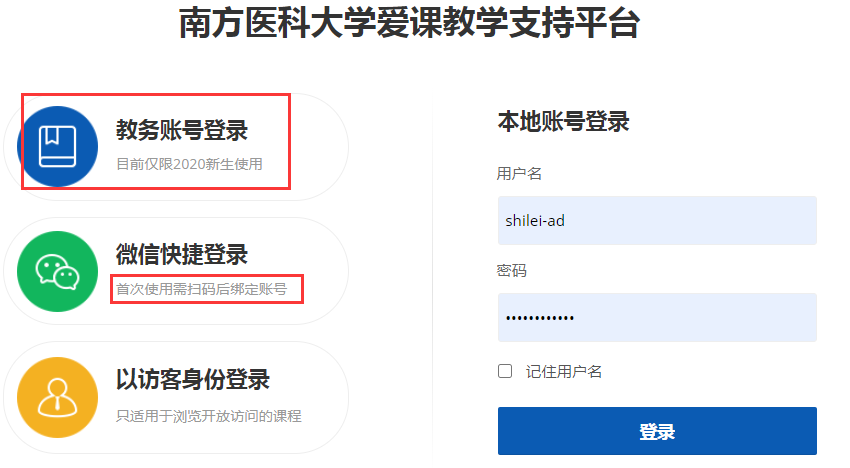 南方医科大学爱课教学支持平台
教务账号登录
目前仅限2020新生使用
微信快捷登录
首次使用需扫码后绑定账号
以访客身份登录
只适用于浏览开放访问的课程
本地账号登录
用户名
shilei-ad
密码
••••••••••••
记住用户名
登录